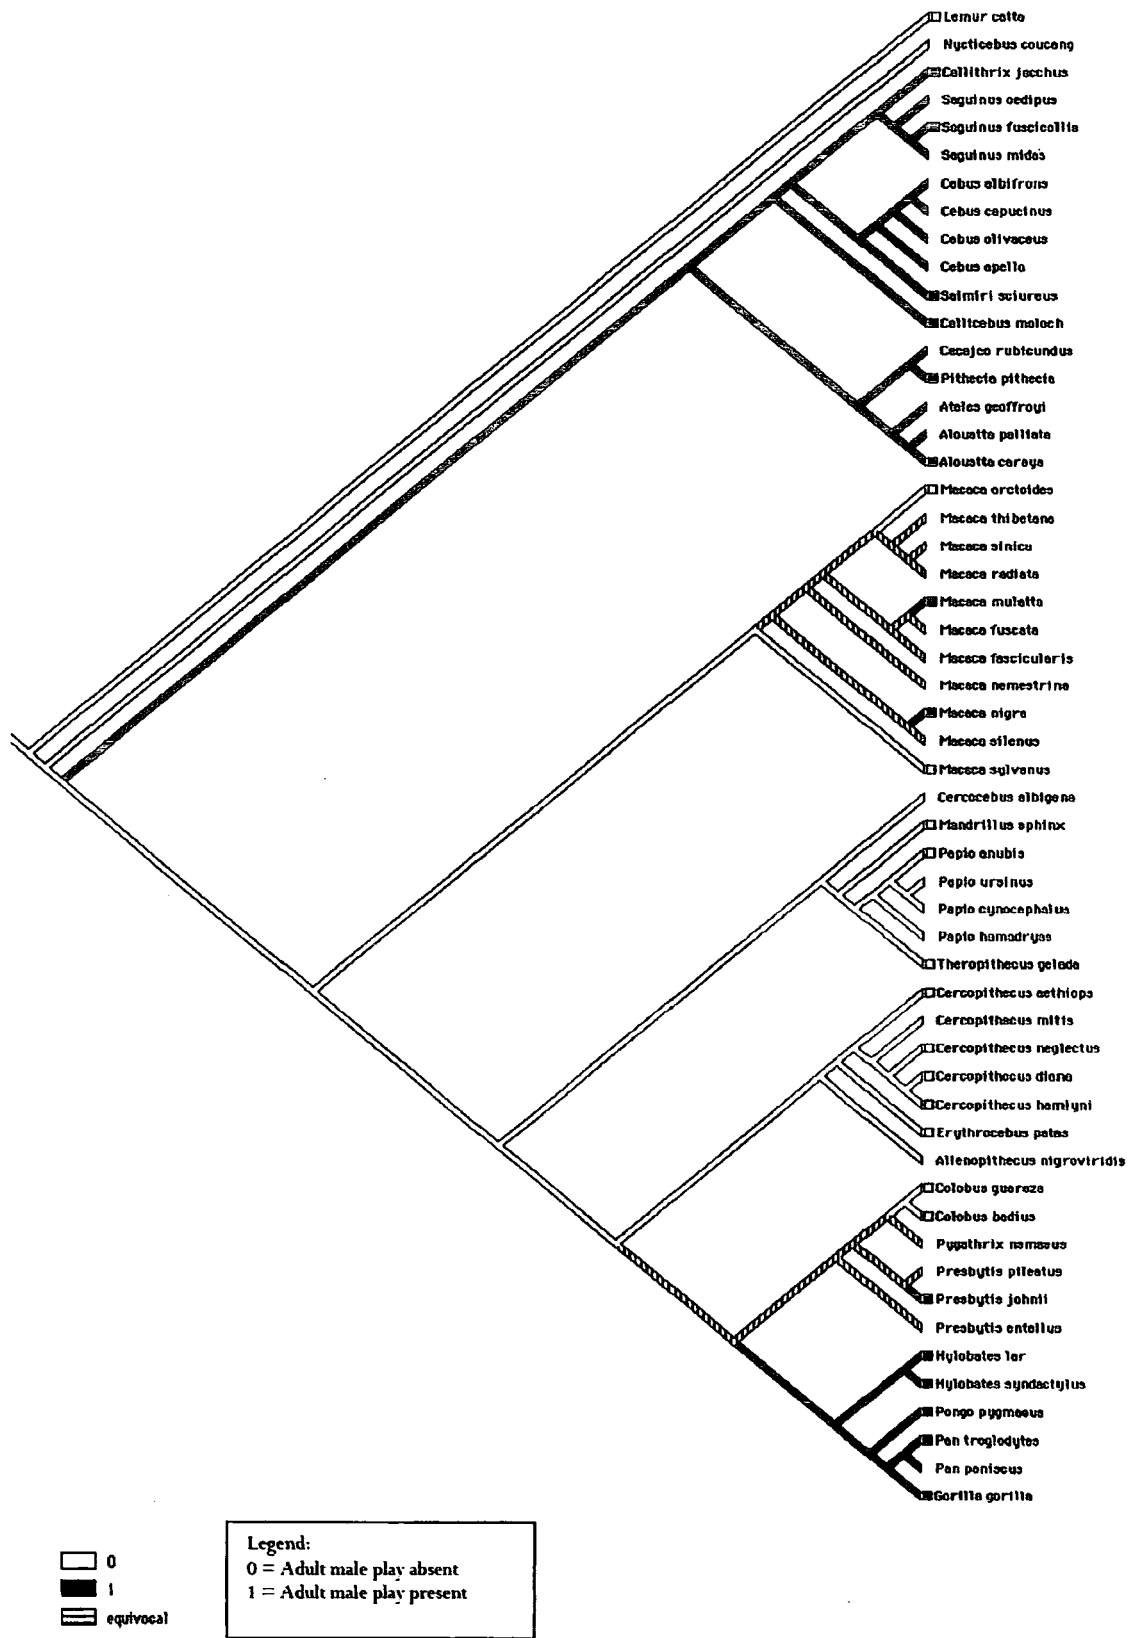 Lemur catta
Nycticebus coucang
Callithrix jacchus
Saguinus oedipus
Saguinus fuscicollis
Saguinus midas
Cebus albifrons
Cebus capucinus
Cebus olivaceus
Cebus apella
Saimiri sciureus
Callicebus moloch
Cacajao rubicundus
Pithecia pithecia
Ateles geoffroyi
Alouatta palliata
Alouatta caraya
Macaca arctoides
Macaca thibetana
Macaca sinica
Macaca radiata
Macaca mulatta
Macaca fuscata
Macaca fascicularis
Macaca nemestrina
Macaca nigra
Macaca silenus
Macaca sylvanus
Cercocebus albigena
Mandrillus sphinx
Papio anubis
Papio ursinus
Papio cynocephalus
Papio hamadryas
Theropithecus gelada
Cercopithecus aethiops
Cercopithecus mitis
Cercopithecus neglectus
Cercopithecus diana
Cercopithecus hamlyni
Erythrocebus patas
Allenopithecus nigroviridis
Colobus guereza
Colobus badius
Pygathrix namaeus
Presbytis pileatus
Presbytis johnii
Presbytis entellus
Hylobates lar
Hylobates syndactylus
Pongo pygmaeus
Pan troglodytes
Pan paniscus
Gorilla gorilla
0
1
equivocal
Legend:
0 = Adult male play absent
1 = Adult male play present